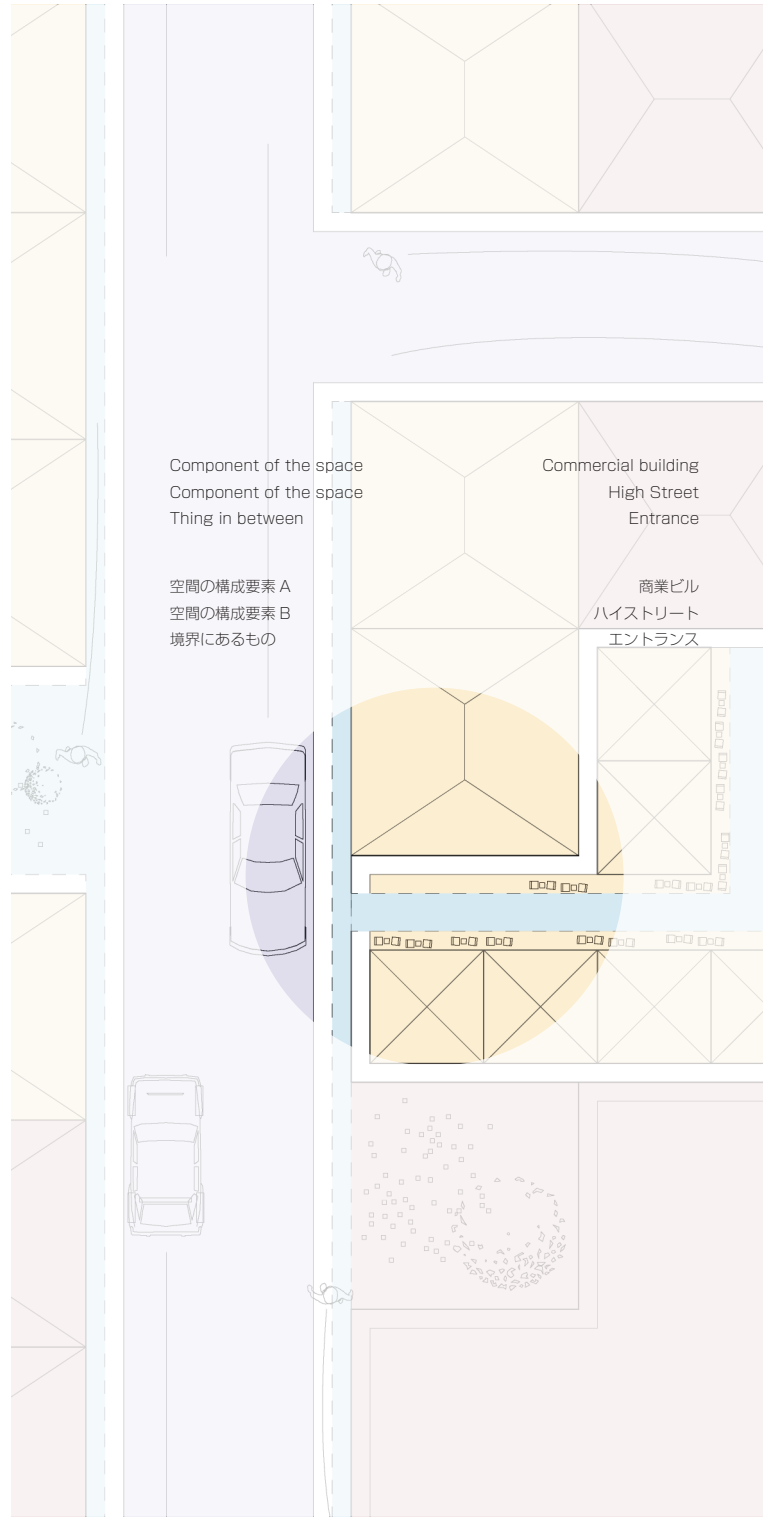 Component of the space Commercial building
Component of the space High Street
Thing in between Entrance
空間の構成要素 A 商業ビル
空間の構成要素 B ハイストリート
境界にあるもの エントランス